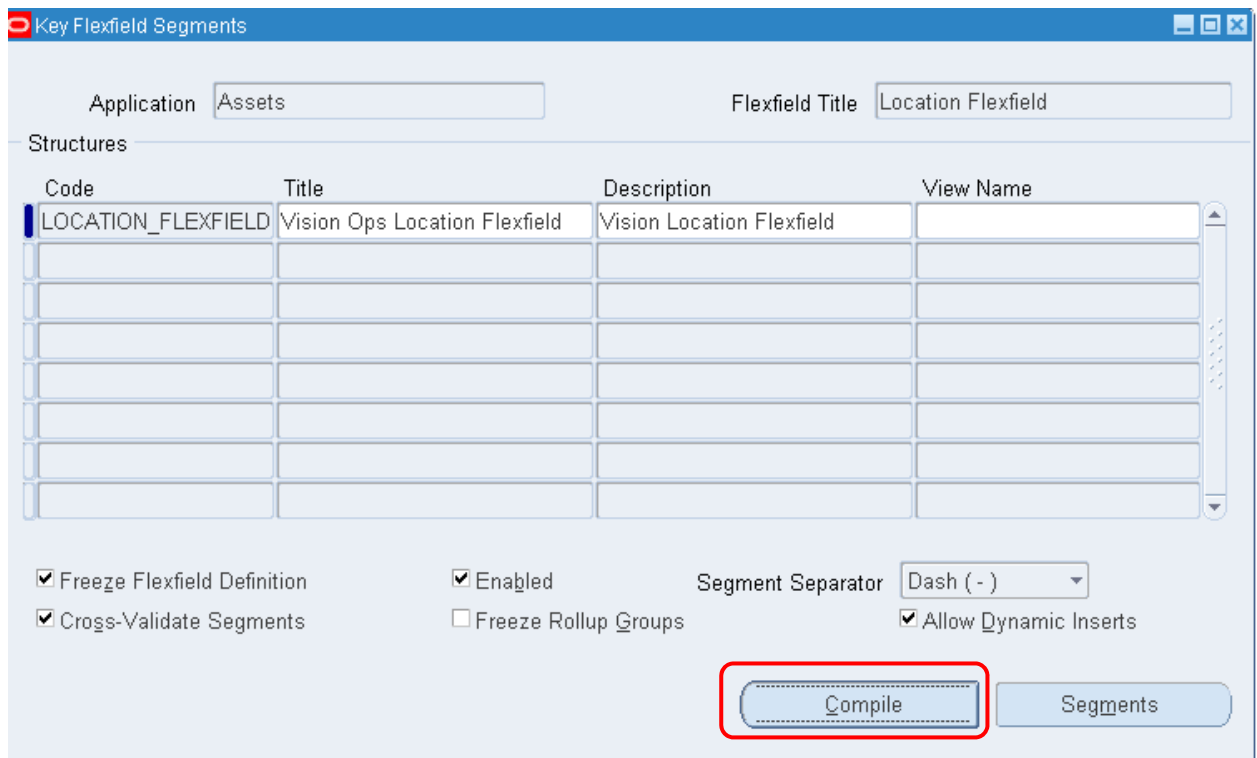 Key Flexfield Segments
Application Assets Flexfield Title Location Flexfield
Structures
Code Title Description View Name
LOCATION_FLEXFIELD Vision Ops Location Flexfield Vision Location Flexfield
Freeze Flexfield Definition Enabled Segment Separator Dash ( - )
Cross-Validate Segments Freeze Rollup Groups Allow Dynamic Inserts
Compile Segments